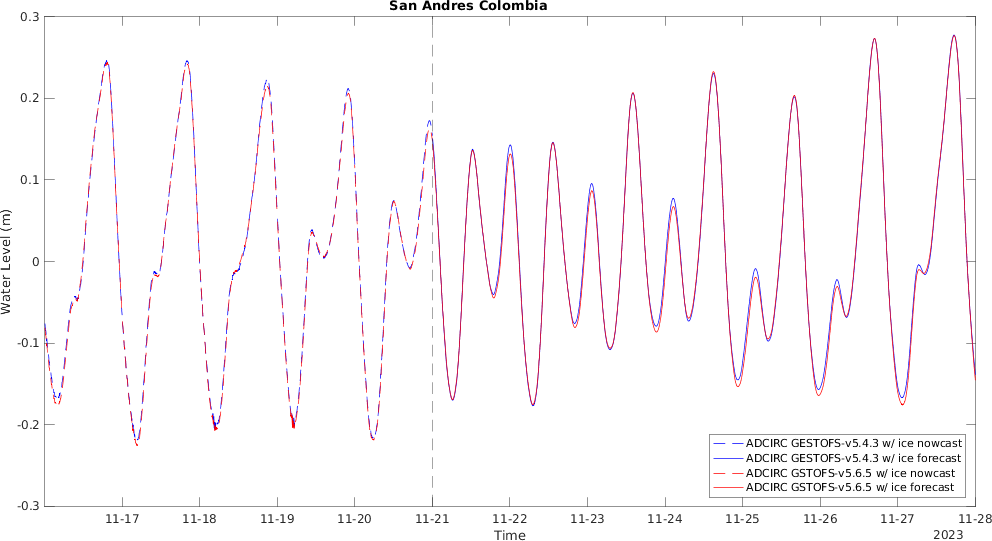 San Andres Colombia
0.3
0.2
0.1
0
-0.1
-0.2
-0.3
Water Level (m)
ADCIRC GESTOFS-v5.4.3 w/ ice nowcast
ADCIRC GESTOFS-v5.4.3 w/ ice forecast
ADCIRC GSTOFS-v5.6.5 w/ ice nowcast
ADCIRC GSTOFS-v5.6.5 w/ ice forecast
11-17 11-18 11-19 11-20 11-21 11-22 11-23 11-24 11-25 11-26 11-27 11-28
Time
2023